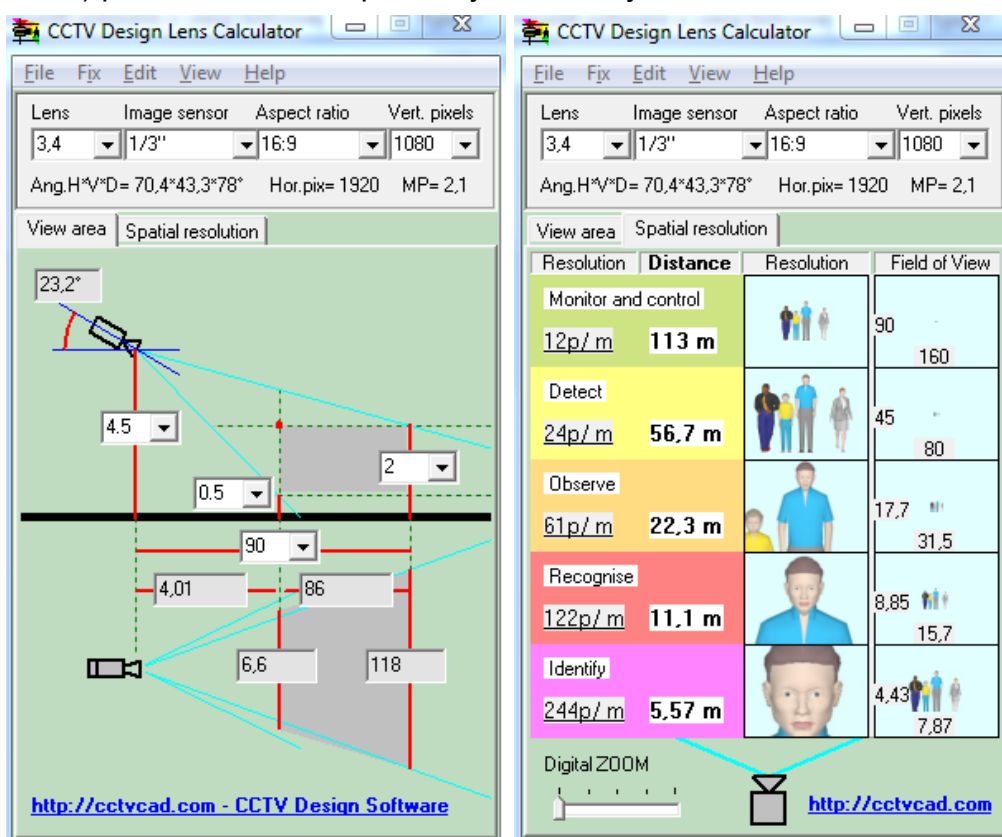 CCTV Design Lens Calculator
File Fix Edit View Help
Lens Image sensor Aspect ratio Vert. pixels
3,4 1/3'' 16:9 1080
Ang.H*V*D= 70,4*43,3*78° Hor.pix= 1920 MP= 2,1
View area Spatial resolution
23,2°
4.5
2
0.5
90
4,01 86
6,6 118
http://cctvcad.com - CCTV Design Software
CCTV Design Lens Calculator
File Fix Edit View Help
Lens Image sensor Aspect ratio Vert. pixels
3,4 1/3'' 16:9 1080
Ang.H*V*D= 70,4*43,3*78° Hor.pix= 1920 MP= 2,1
View area Spatial resolution
Resolution Distance Resolution Field of View
Monitor and control
12p/ m 113 m
90
160
Detect
24p/ m 56,7 m
45
80
Observe
61p/ m 22,3 m
17,7
31,5
Recognise
122p/ m 11,1 m
8,85
15,7
Identify
244p/ m 5,57 m
4,43
7,87
Digital ZOOM
http://cctvcad.com